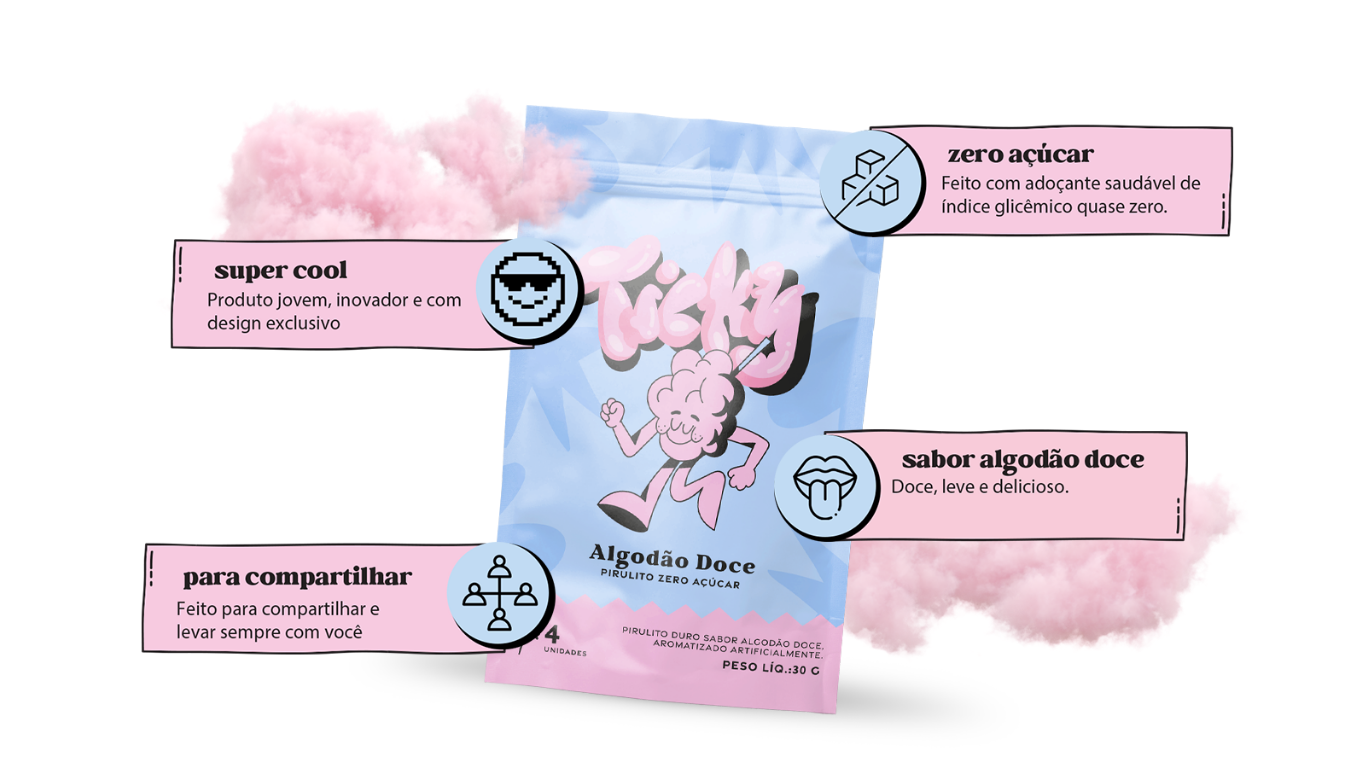 zero açúcar
Feito com adoçante saudável de
índice glicêmico quase zero.
super cool
Produto jovem, inovador e com
design exclusivo
Ticky
sabor algodão doce
Doce, leve e delicioso.
Algodão Doce
PIRULITO ZERO AÇÚCAR
para compartilhar
Feito para compartilhar e
levar sempre com você
4
UNIDADES
PIRULITO DURO SABOR ALGODÃO DOCE.
AROMATIZADO ARTIFICIALMENTE.
PESO LÍQ.:30 G